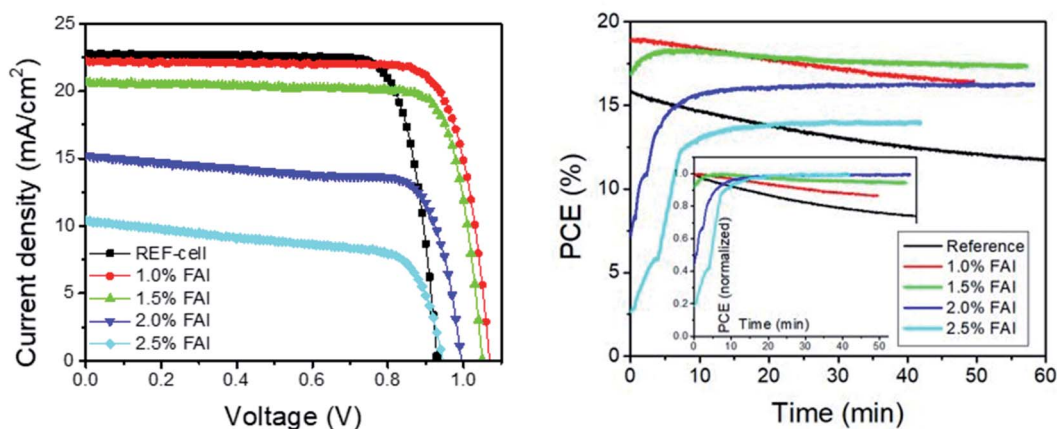 25
20
15
10
5
0
0.0 0.2 0.4 0.6 0.8 1.0
Current density (mA/cm²)
Voltage (V)
REF-cell
1.0% FAI
1.5% FAI
2.0% FAI
2.5% FAI
20
15
10
5
0
0 10 20 30 40 50 60
PCE (%)
Time (min)
1.0
0.8
0.6
0.4
0.2
0.0
0 10 20 30 40 50
PCE (normalized)
Time (min)
Reference
1.0% FAI
1.5% FAI
2.0% FAI
2.5% FAI